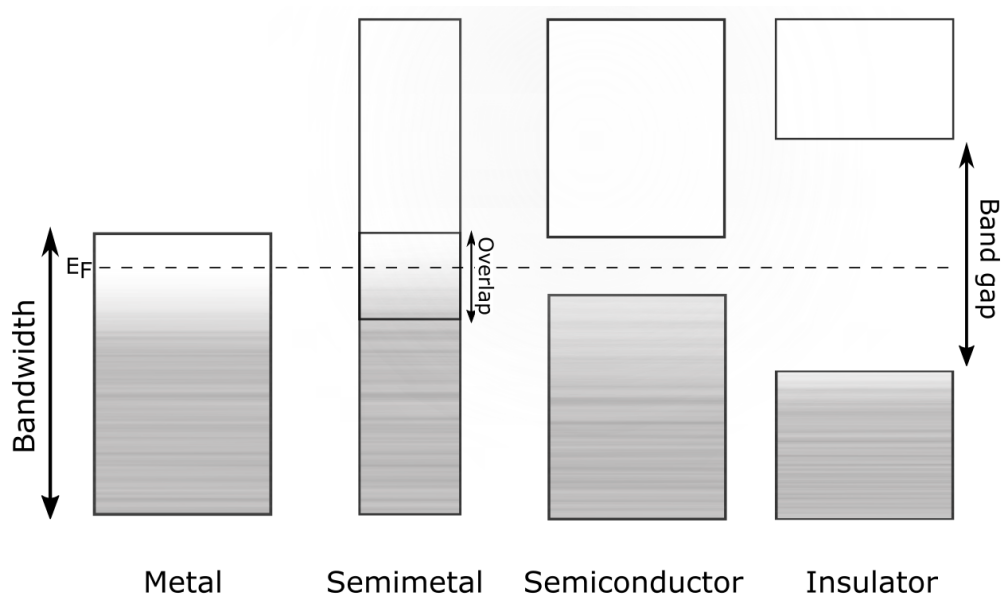 Bandwidth
EF
Overlap
Band gap
Metal
Semimetal
Semiconductor
Insulator